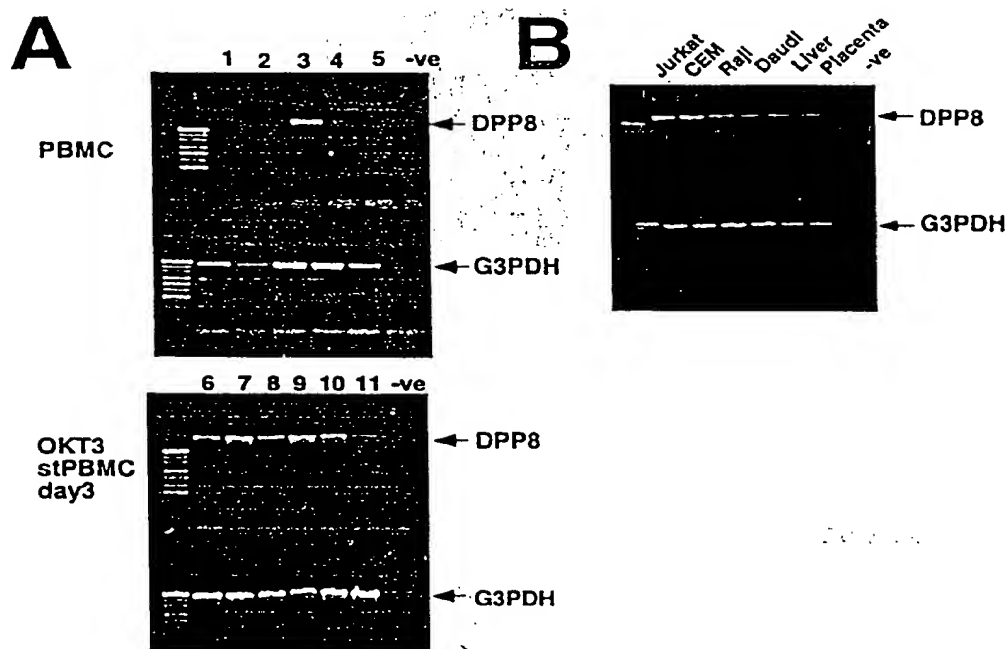 A
1 2 3 4 5 -ve
PBMC
DPP8
G3PDH
6 7 8 9 10 11 -ve
OKT3
stPBMC
day3
DPP8
G3PDH
B
Jurkat
CEM
Raji
Daudi
Liver
Placenta
-ve
DPP8
G3PDH